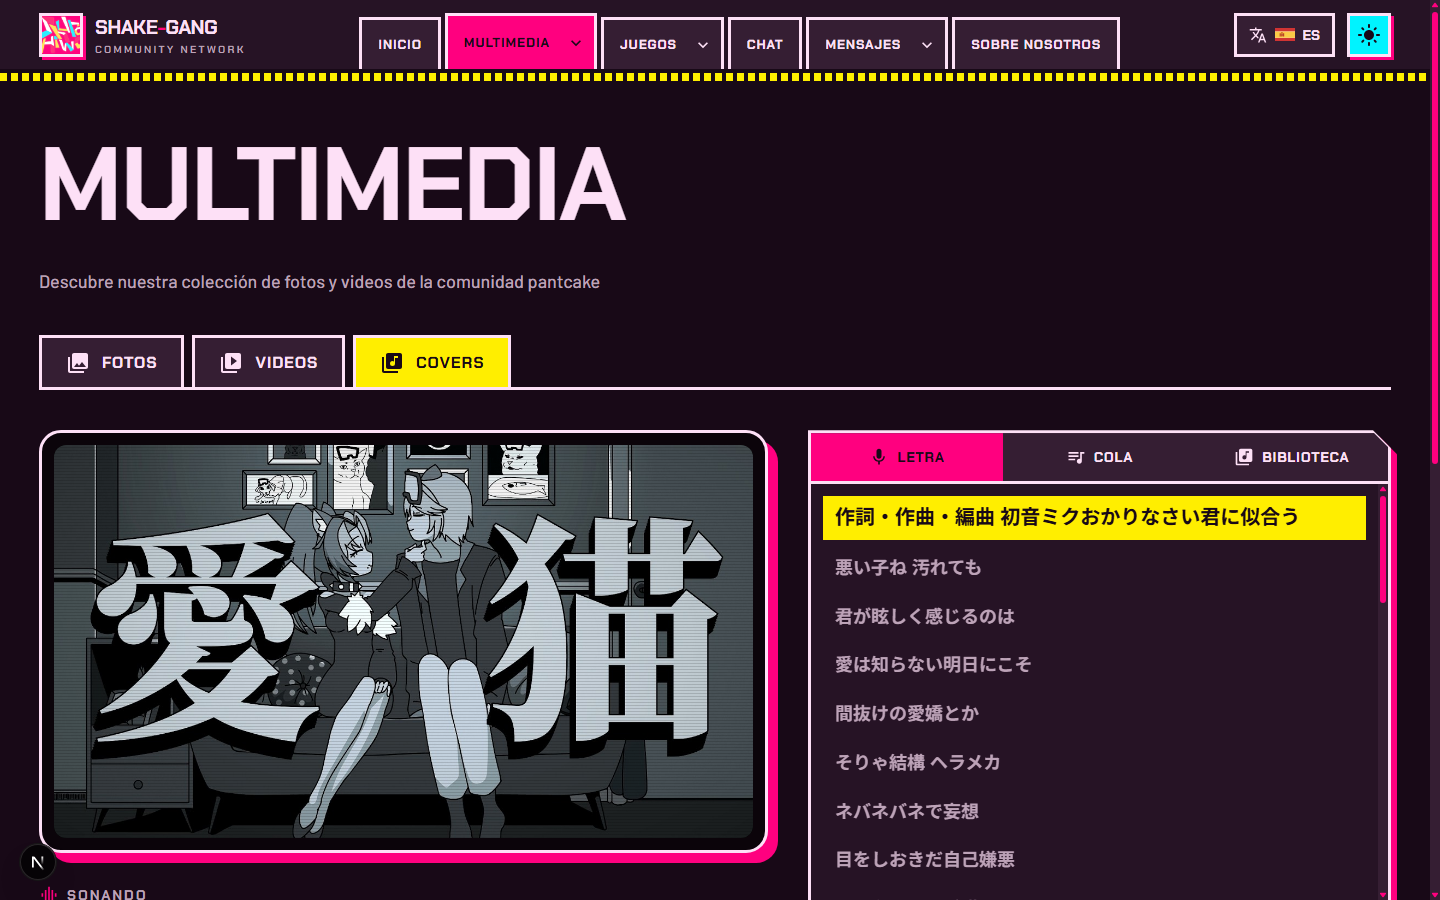 SHAKE-GANG
COMMUNITY NETWORK
INICIO
MULTIMEDIA
JUEGOS
CHAT
MENSAJES
SOBRE NOSOTROS
ES
MULTIMEDIA
Descubre nuestra colección de fotos y videos de la comunidad pantcake
FOTOS
VIDEOS
COVERS
愛猫
LETRA
COLA
BIBLIOTECA
作詞・作曲・編曲 初音ミクおかりなさい君に似合う
悪い子ね 汚れても
君が眩しく感じるのは
愛は知らない明日にこそ
間抜けの愛嬌とか
そりゃ結構 ヘラメカ
ネバネバネで妄想
目をしおきだ自己嫌悪
N
SONANDO